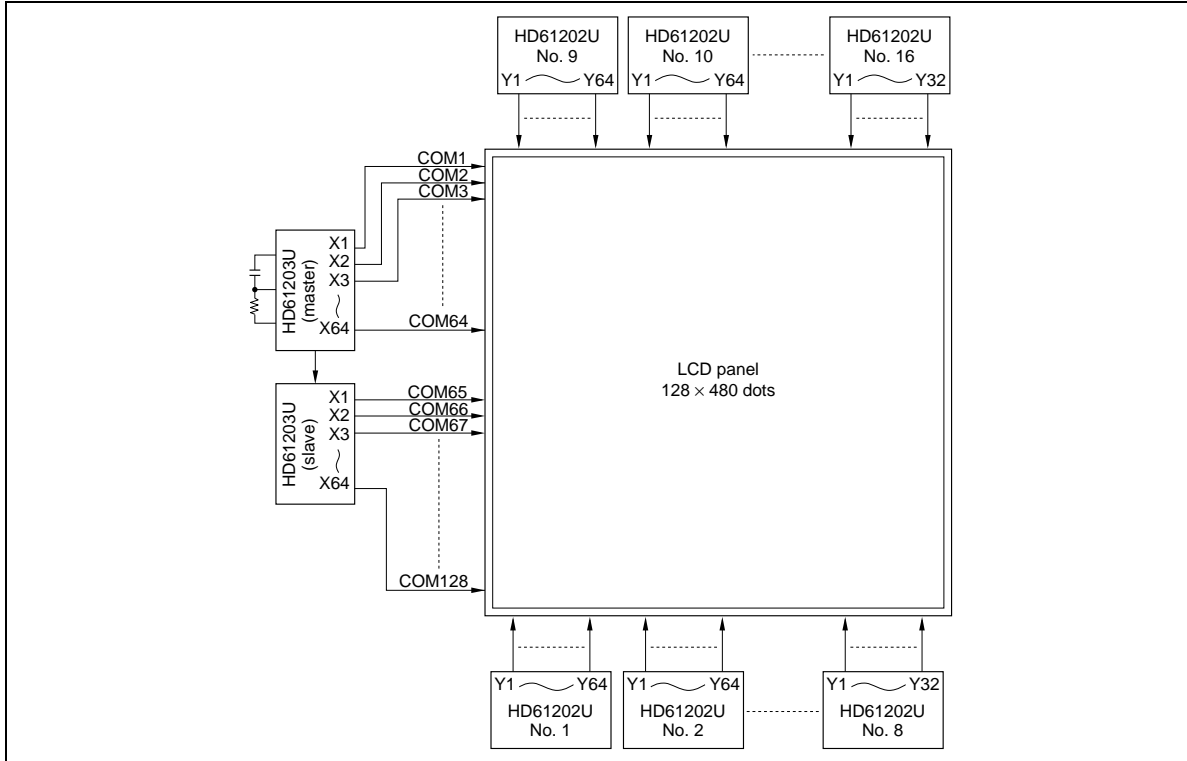 HD61202U
No. 9
Y1 Y64
HD61202U
No. 10
Y1 Y64
HD61202U
No. 16
Y1 Y32
COM1
COM2
COM3
HD61203U
(master)
X1
X2
X3
X64
COM64
LCD panel
128 × 480 dots
HD61203U
(slave)
X1
X2
X3
X64
COM65
COM66
COM67
COM128
Y1 Y64
HD61202U
No. 1
Y1 Y64
HD61202U
No. 2
Y1 Y32
HD61202U
No. 8